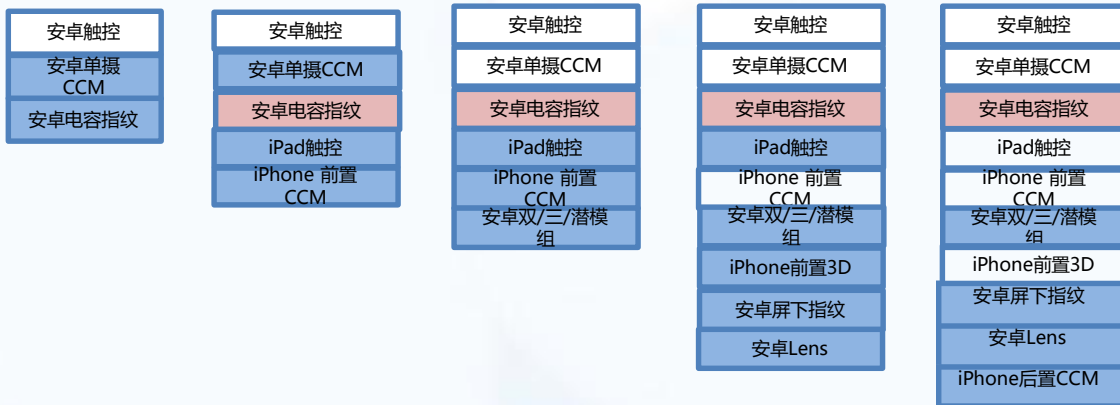 安卓触控
安卓单摄
CCM
安卓电容指纹
安卓触控
安卓单摄CCM
安卓电容指纹
iPad触控
iPhone 前置
CCM
安卓触控
安卓单摄CCM
安卓电容指纹
iPad触控
iPhone 前置
CCM
安卓双/三/潜模
组
安卓触控
安卓单摄CCM
安卓电容指纹
iPad触控
iPhone 前置
CCM
安卓双/三/潜模
组
iPhone前置3D
安卓屏下指纹
安卓Lens
安卓触控
安卓单摄CCM
安卓电容指纹
iPad触控
iPhone 前置
CCM
安卓双/三/潜模
组
iPhone前置3D
安卓屏下指纹
安卓Lens
iPhone后置CCM